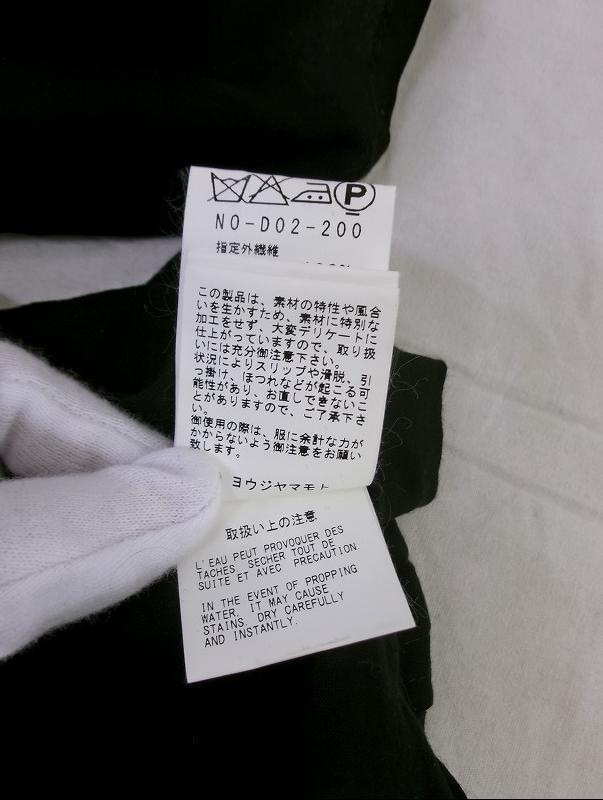 P
NO-D02-200
指定外繊維
この製品は、素材の特性や風合
いを生かすため、素材に特別な
加工をせず、大変デリケートに
仕上がっていますので、取り扱
いには充分御注意下さい。
状況によりスリップや滑脱、引
っ掛け、ほつれなどが起こる可
能性があり、お直しできないこ
とがありますので、ご了承下さ
い。
御使用の際は、服に余計な力が
かからないよう御注意をお願い
致します。
ヨウジヤマモト
取扱い上の注意
L'EAU PEUT PROVOQUER DES
TACHES. SECHER TOUT DE
SUITE ET AVEC PRECAUTION.
IN THE EVENT OF PROPPING
WATER. IT MAY CAUSE
STAINS DRY CAREFULLY
AND INSTANTLY.